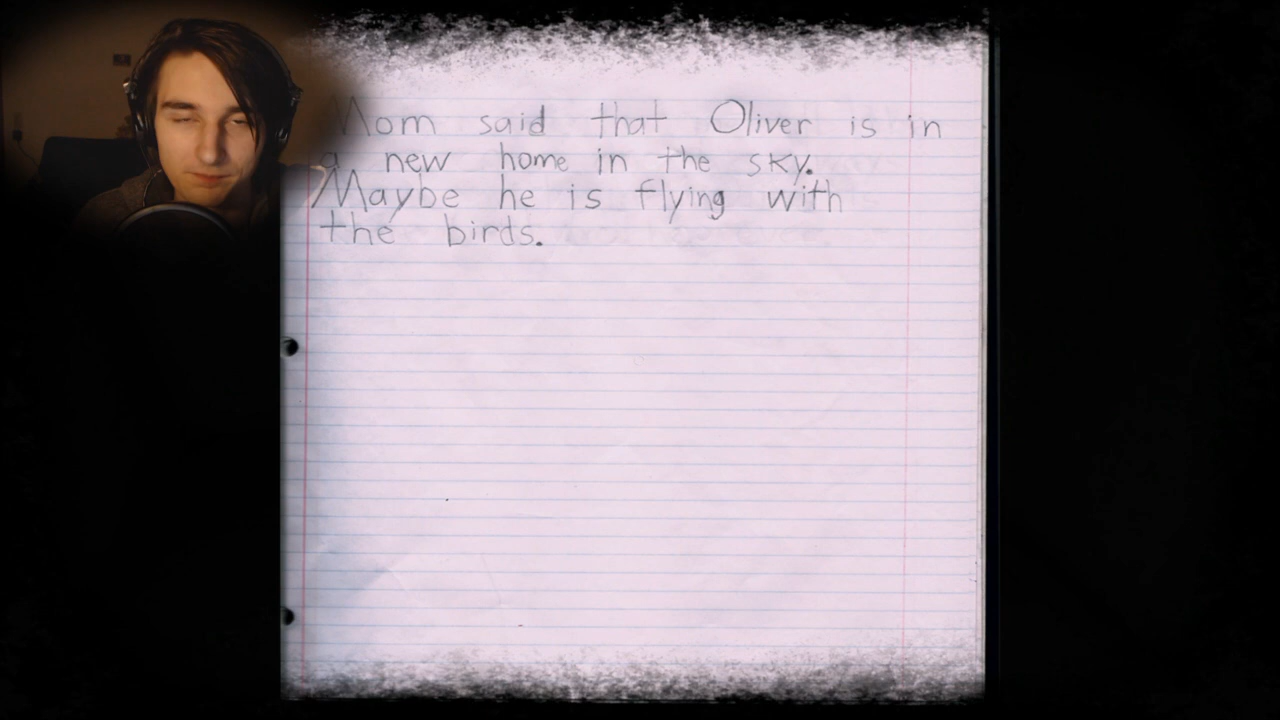 Mom said that Oliver is in
a new home in the sky.
Maybe he is flying with
the birds.